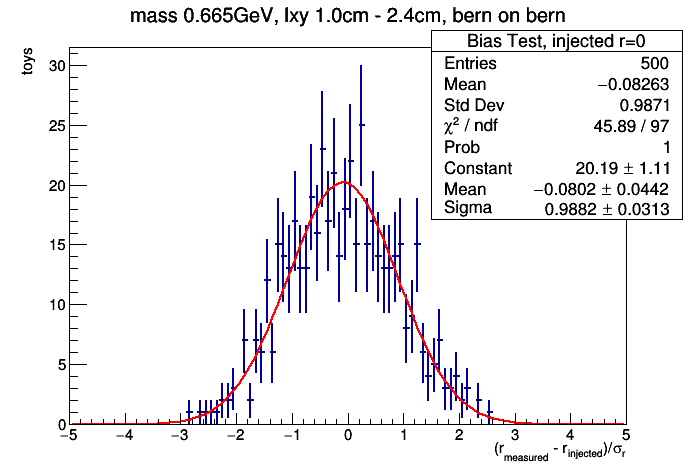 mass 0.665GeV, lxy 1.0cm - 2.4cm, bern on bern
Bias Test, injected r=0
Entries 500
Mean −0.08263
Std Dev 0.9871
χ² / ndf 45.89 / 97
Prob 1
Constant 20.19 ± 1.11
Mean −0.0802 ± 0.0442
Sigma 0.9882 ± 0.0313
toys
30
25
20
15
10
5
0
−5 −4 −3 −2 −1 0 1 2 3 4 5
(r_measured - r_injected)/σ_r